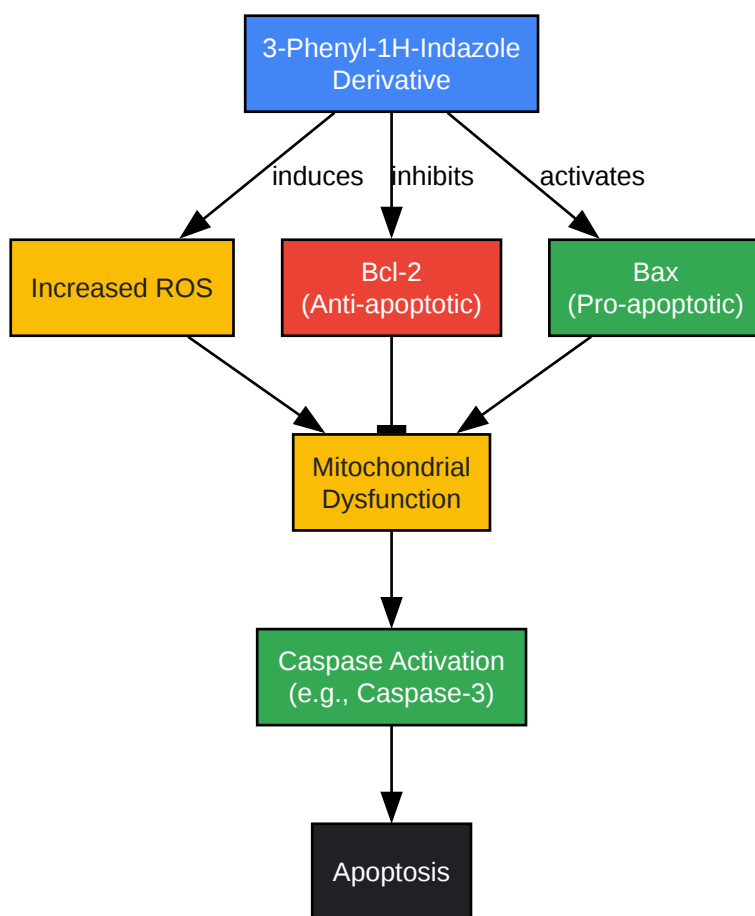 3-Phenyl-1H-Indazole
Derivative
induces
inhibits
activates
Increased ROS
Bcl-2
(Anti-apoptotic)
Bax
(Pro-apoptotic)
Mitochondrial
Dysfunction
Caspase Activation
(e.g., Caspase-3)
Apoptosis